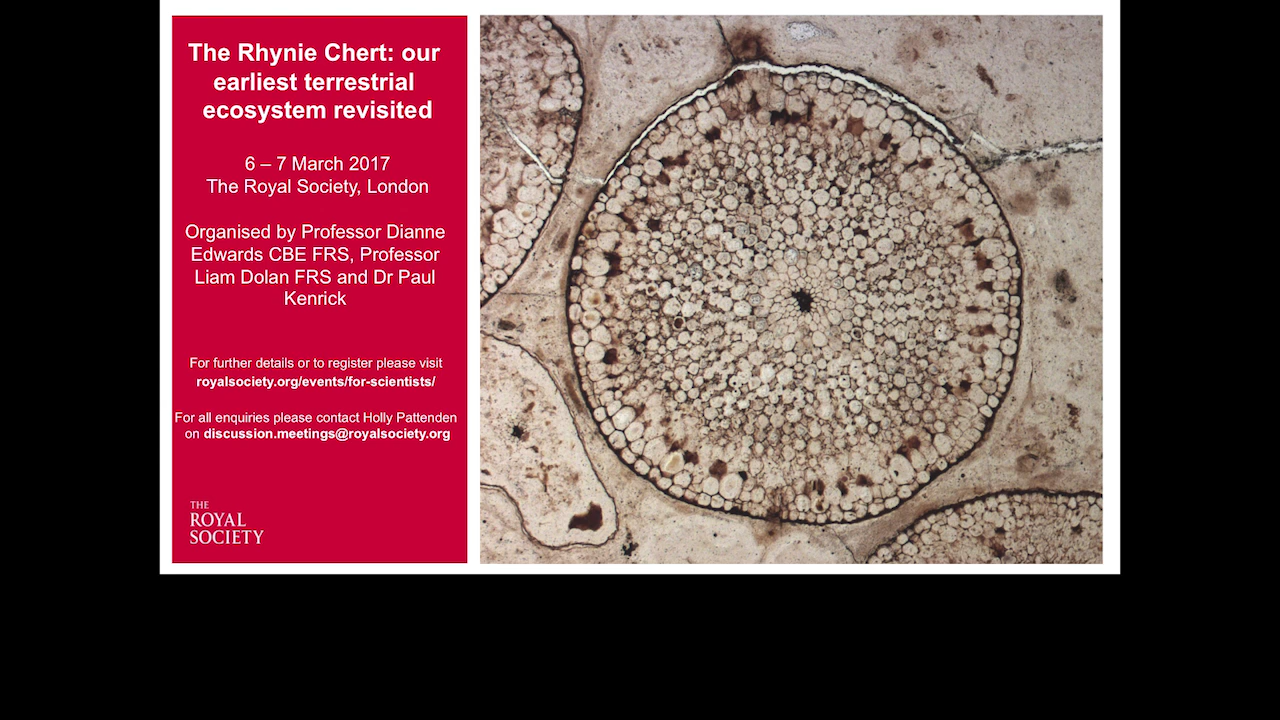 The Rhynie Chert: our
earliest terrestrial
ecosystem revisited
6 – 7 March 2017
The Royal Society, London
Organised by Professor Dianne
Edwards CBE FRS, Professor
Liam Dolan FRS and Dr Paul
Kenrick
For further details or to register please visit
royalsociety.org/events/for-scientists/
For all enquiries please contact Holly Pattenden
on discussion.meetings@royalsociety.org
THE
ROYAL
SOCIETY